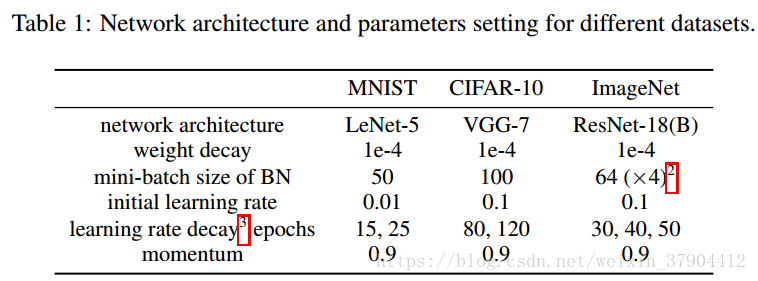 Table 1: Network architecture and parameters setting for different datasets.
MNIST CIFAR-10 ImageNet
network architecture LeNet-5 VGG-7 ResNet-18(B)
weight decay 1e-4 1e-4 1e-4
mini-batch size of BN 50 100 64 (×4)2
initial learning rate 0.01 0.1 0.1
learning rate decay3 epochs 15, 25 80, 120 30, 40, 50
momentum 0.9 0.9 0.9
https://blog.csdn.net/weixin_37904412